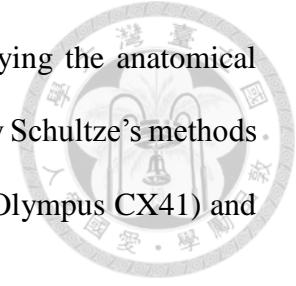 ying the anatomical
y Schultze’s methods
Olympus CX41) and